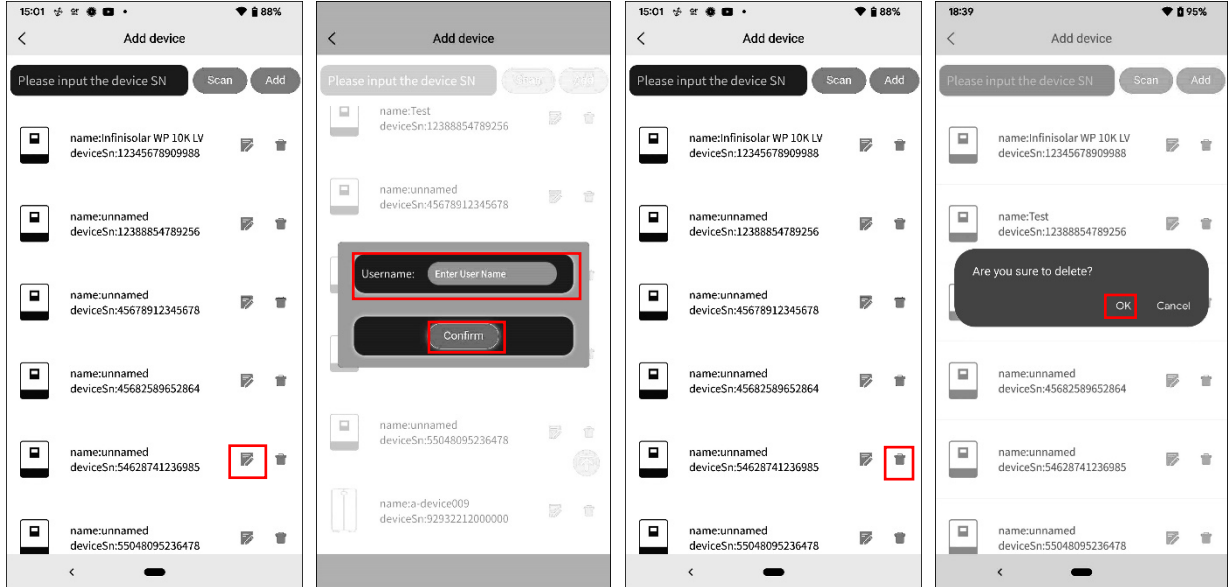 15:01
88%
Add device
Please input the device SN
Scan
Add
name:Infinisolar WP 10K LV
deviceSn:12345678909988
name:unnamed
deviceSn:12388854789256
name:unnamed
deviceSn:45678912345678
name:unnamed
deviceSn:45682589652864
name:unnamed
deviceSn:54628741236985
name:unnamed
deviceSn:55048095236478
Add device
Please input the device SN
name:Test
deviceSn:12388854789256
name:unnamed
deviceSn:45678912345678
Username:
Enter User Name
Confirm
name:unnamed
deviceSn:55048095236478
name:a-device009
deviceSn:92932212000000
15:01
88%
Add device
Please input the device SN
Scan
Add
name:Infinisolar WP 10K LV
deviceSn:12345678909988
name:unnamed
deviceSn:12388854789256
name:unnamed
deviceSn:45678912345678
name:unnamed
deviceSn:45682589652864
name:unnamed
deviceSn:54628741236985
name:unnamed
deviceSn:55048095236478
18:39
95%
Add device
Please input the device SN
Scan
Add
name:Infinisolar WP 10K LV
deviceSn:12345678909988
name:Test
deviceSn:12388854789256
Are you sure to delete?
OK
Cancel
name:unnamed
deviceSn:45682589652864
name:unnamed
deviceSn:54628741236985
name:unnamed
deviceSn:55048095236478